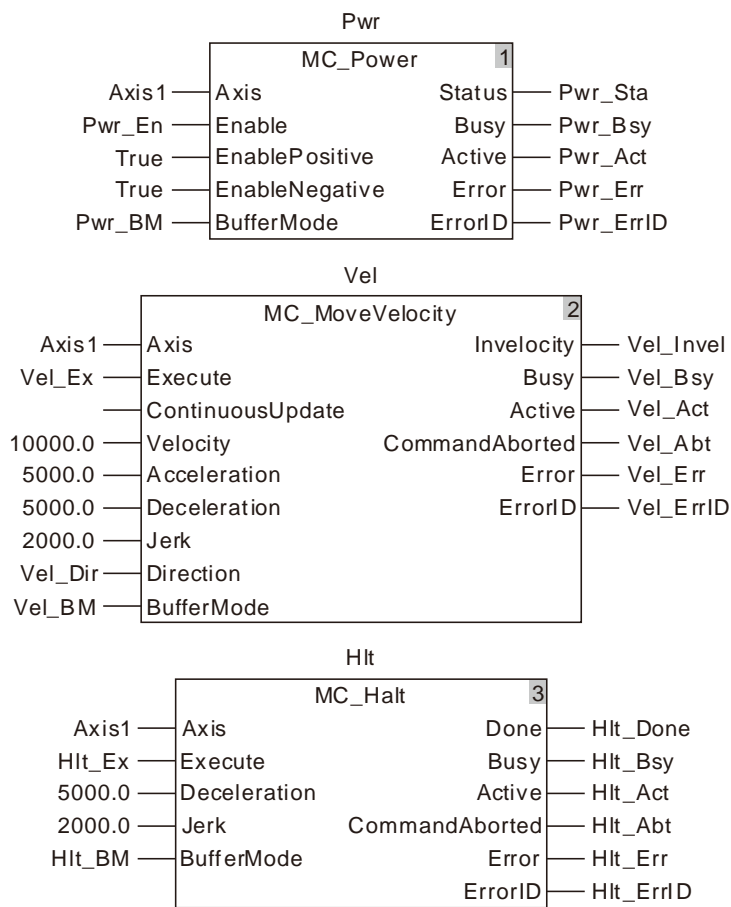 Pwr
MC_Power 1
Axis1 Axis Status Pwr_Sta
Pwr_En Enable Busy Pwr_Bsy
True EnablePositive Active Pwr_Act
True EnableNegative Error Pwr_Err
Pwr_BM BufferMode ErrorID Pwr_ErrID
Vel
MC_MoveVelocity 2
Axis1 Axis Invelocity Vel_Invel
Vel_Ex Execute Busy Vel_Bsy
ContinuousUpdate Active Vel_Act
10000.0 Velocity CommandAborted Vel_Abt
5000.0 Acceleration Error Vel_Err
5000.0 Deceleration ErrorID Vel_ErrID
2000.0 Jerk
Vel_Dir Direction
Vel_BM BufferMode
Hlt
MC_Halt 3
Axis1 Axis Done Hlt_Done
Hlt_Ex Execute Busy Hlt_Bsy
5000.0 Deceleration Active Hlt_Act
2000.0 Jerk CommandAborted Hlt_Abt
Hlt_BM BufferMode Error Hlt_Err
ErrorID Hlt_ErrID